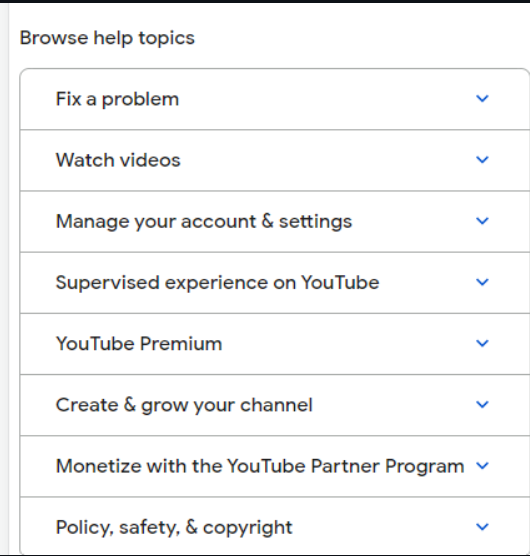 Browse help topics
Fix a problem
Watch videos
Manage your account & settings
Supervised experience on YouTube
YouTube Premium
Create & grow your channel
Monetize with the YouTube Partner Program
Policy, safety, & copyright